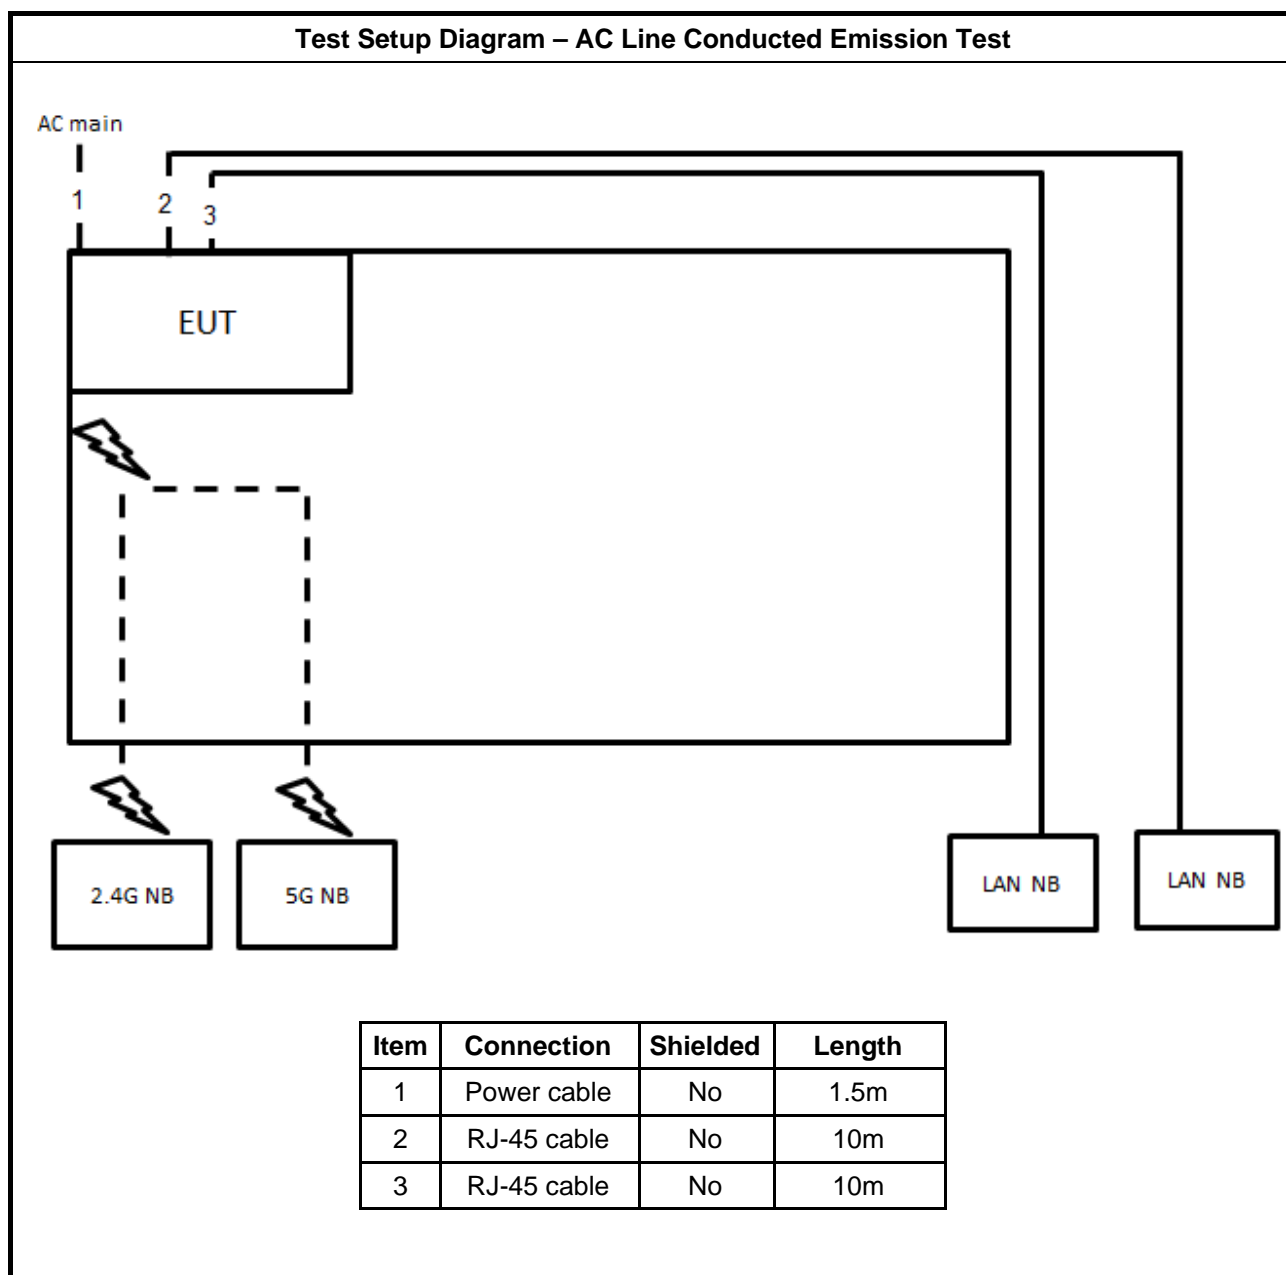 Test Setup Diagram – AC Line Conducted Emission Test
AC main
1
2
3
EUT
2.4G NB
5G NB
LAN NB
LAN NB
Item Connection Shielded Length
1 Power cable No 1.5m
2 RJ-45 cable No 10m
3 RJ-45 cable No 10m